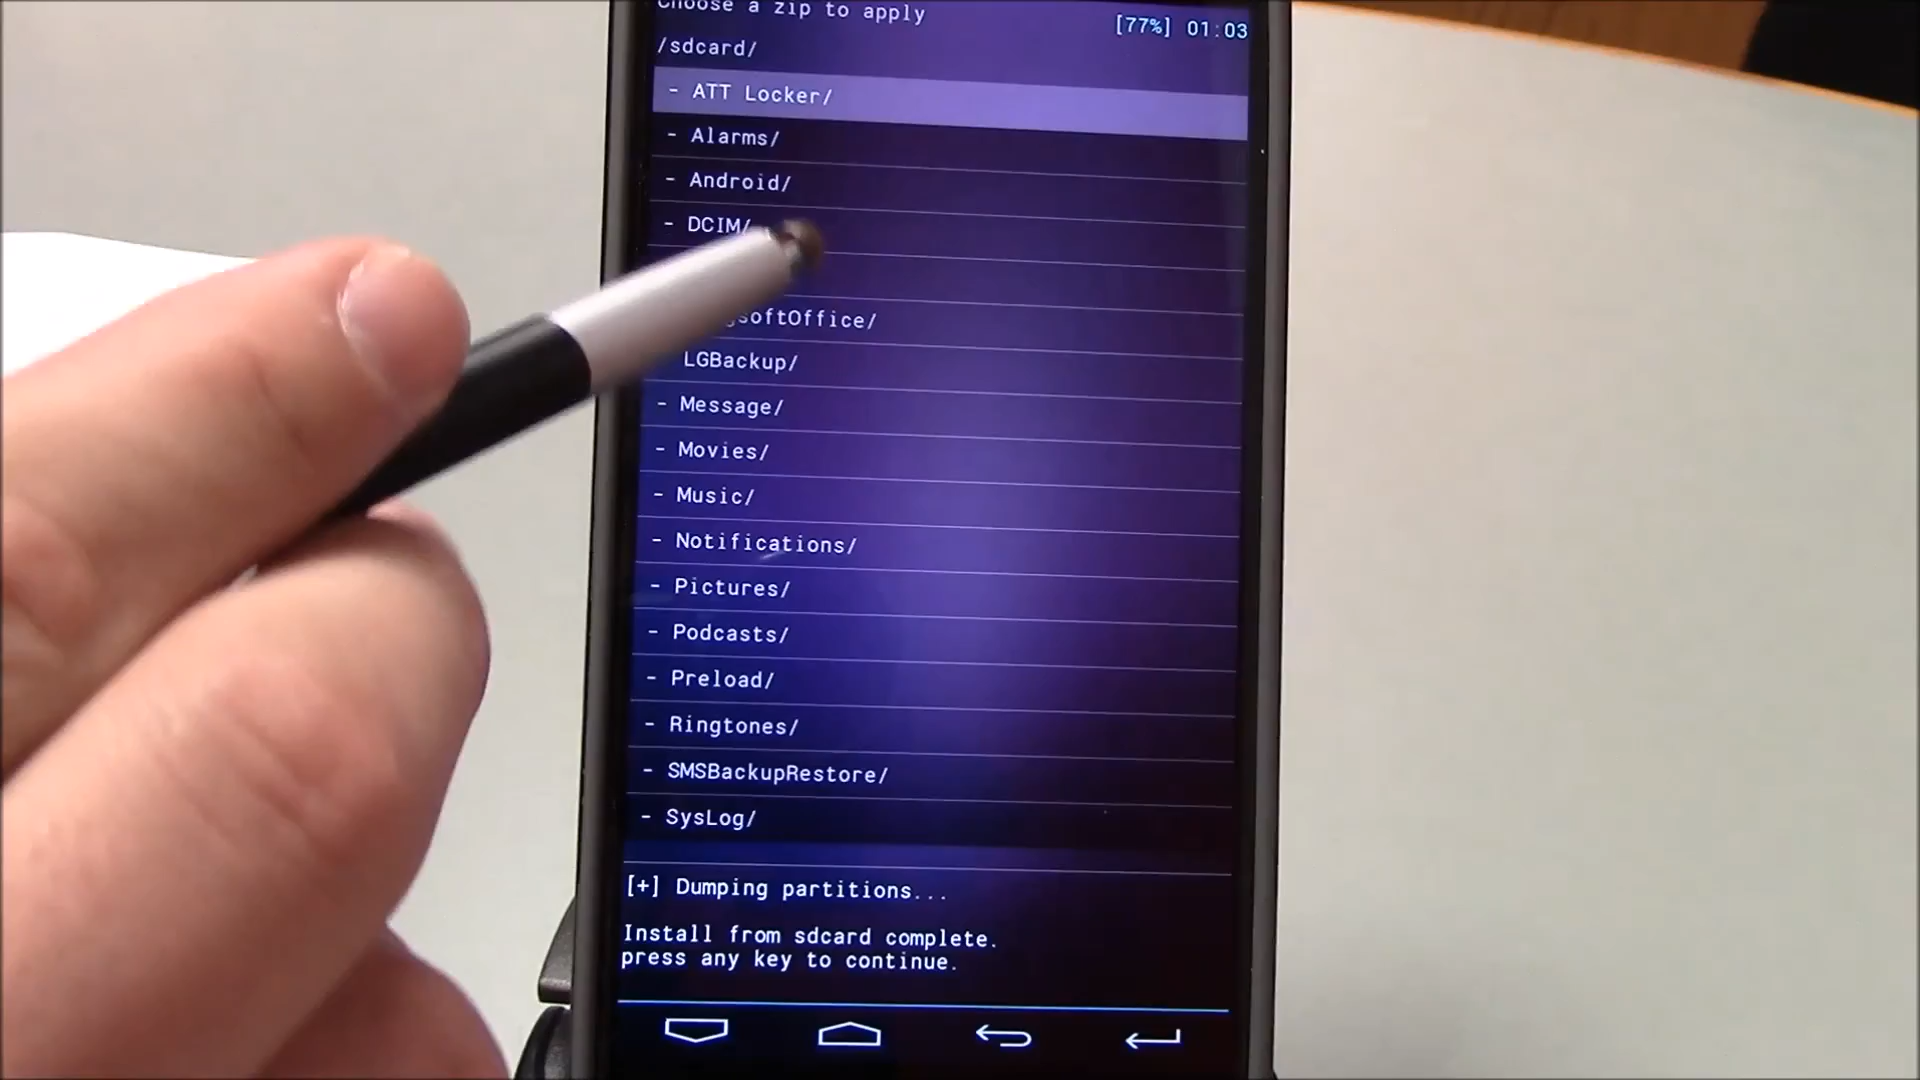 Choose a zip to apply
[77%] 01:03
/sdcard/
- ATT Locker/
- Alarms/
- Android/
- DCIM/
softOffice/
LGBackup/
- Message/
- Movies/
- Music/
- Notifications/
- Pictures/
- Podcasts/
- Preload/
- Ringtones/
- SMSBackupRestore/
- SysLog/
[+] Dumping partitions...
Install from sdcard complete.
press any key to continue.